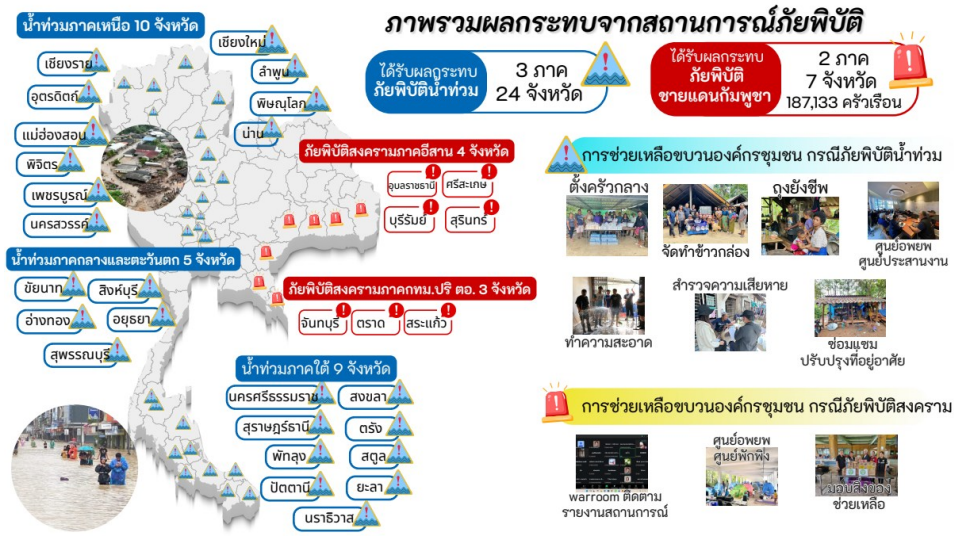 ภาพรวมผลกระทบจากสถานการณ์ภัยพิบัติ
ได้รับผลกระทบ
ภัยพิบัติน้ำท่วม
3 ภาค
24 จังหวัด
ได้รับผลกระทบ
ภัยพิบัติ
ชายแดนกัมพูชา
2 ภาค
7 จังหวัด
187,133 ครัวเรือน
น้ำท่วมภาคเหนือ 10 จังหวัด
เชียงใหม่
เชียงราย
ลำพูน
อุตรดิตถ์
พิษณุโลก
แม่ฮ่องสอน
น่าน
พิจิตร
เพชรบูรณ์
นครสวรรค์
ภัยพิบัติสงครามภาคอีสาน 4 จังหวัด
อุบลราชธานี
ศรีสะเกษ
บุรีรัมย์
สุรินทร์
น้ำท่วมภาคกลางและตะวันตก 5 จังหวัด
ชัยนาท
สิงห์บุรี
อ่างทอง
อยุธยา
สุพรรณบุรี
ภัยพิบัติสงครามภาคกทม.ปริ ตอ. 3 จังหวัด
จันทบุรี
ตราด
สระแก้ว
น้ำท่วมภาคใต้ 9 จังหวัด
นครศรีธรรมราช
สงขลา
สุราษฎร์ธานี
ตรัง
พัทลุง
สตูล
ปัตตานี
ยะลา
นราธิวาส
การช่วยเหลือขบวนองค์กรชุมชน กรณีภัยพิบัติน้ำท่วม
ตั้งครัวกลาง
จัดทำข้าวกล่อง
ถุงยังชีพ
ศูนย์อพยพ
ศูนย์ประสานงาน
ทำความสะอาด
สำรวจความเสียหาย
ซ่อมแซม
ปรับปรุงที่อยู่อาศัย
การช่วยเหลือขบวนองค์กรชุมชน กรณีภัยพิบัติสงคราม
warroom ติดตาม
รายงานสถานการณ์
ศูนย์อพยพ
ศูนย์พักพิง
มอบสิ่งของ
ช่วยเหลือ